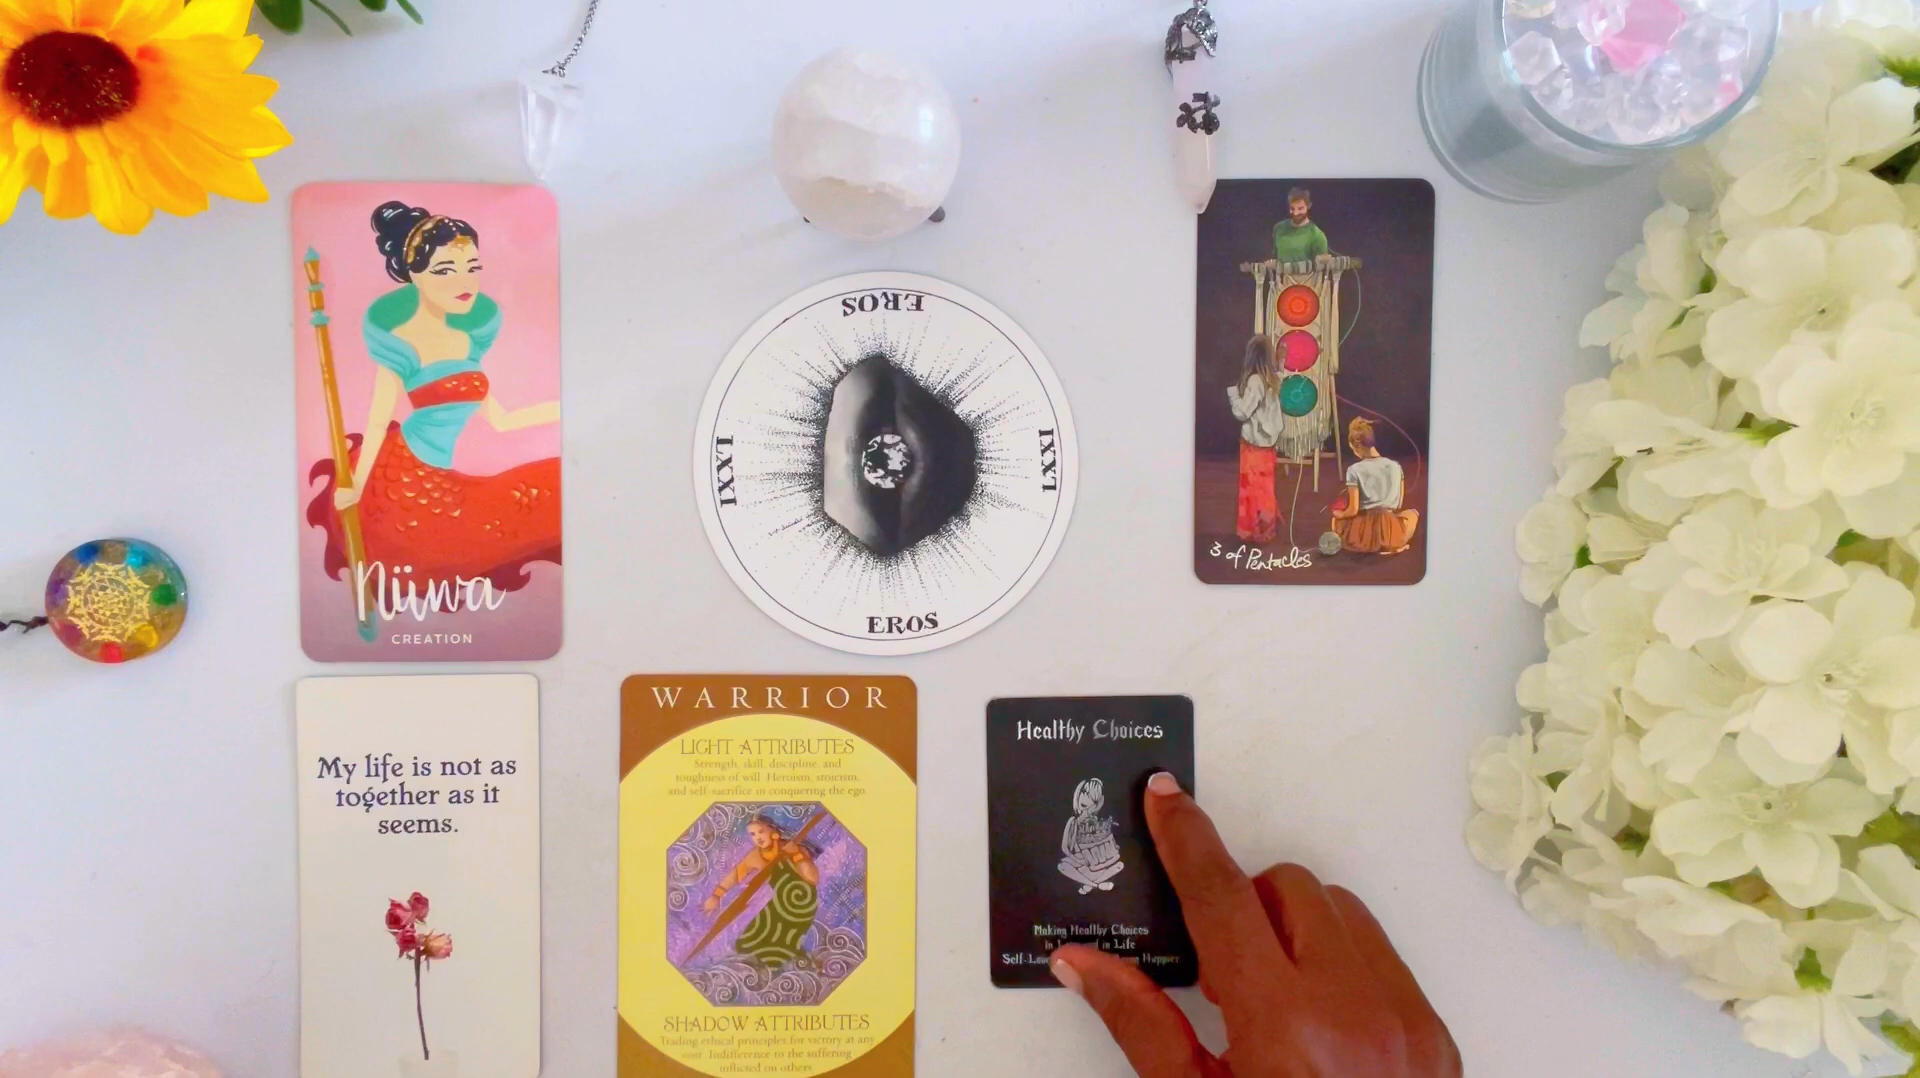 Nüwa
CREATION
EROS
LXXI
LXXI
EROS
3 of Pentacles
My life is not as
together as it
seems.
WARRIOR
LIGHT ATTRIBUTES
Strength, skill, discipline, and
toughness of will. Heroism, stoicism,
and self-sacrifice in conquering the ego.
SHADOW ATTRIBUTES
Trading ethical principles for victory at any
cost. Indifference to the suffering
inflicted on others.
Healthy Choices
Making Healthy Choices
In in Life
Happier